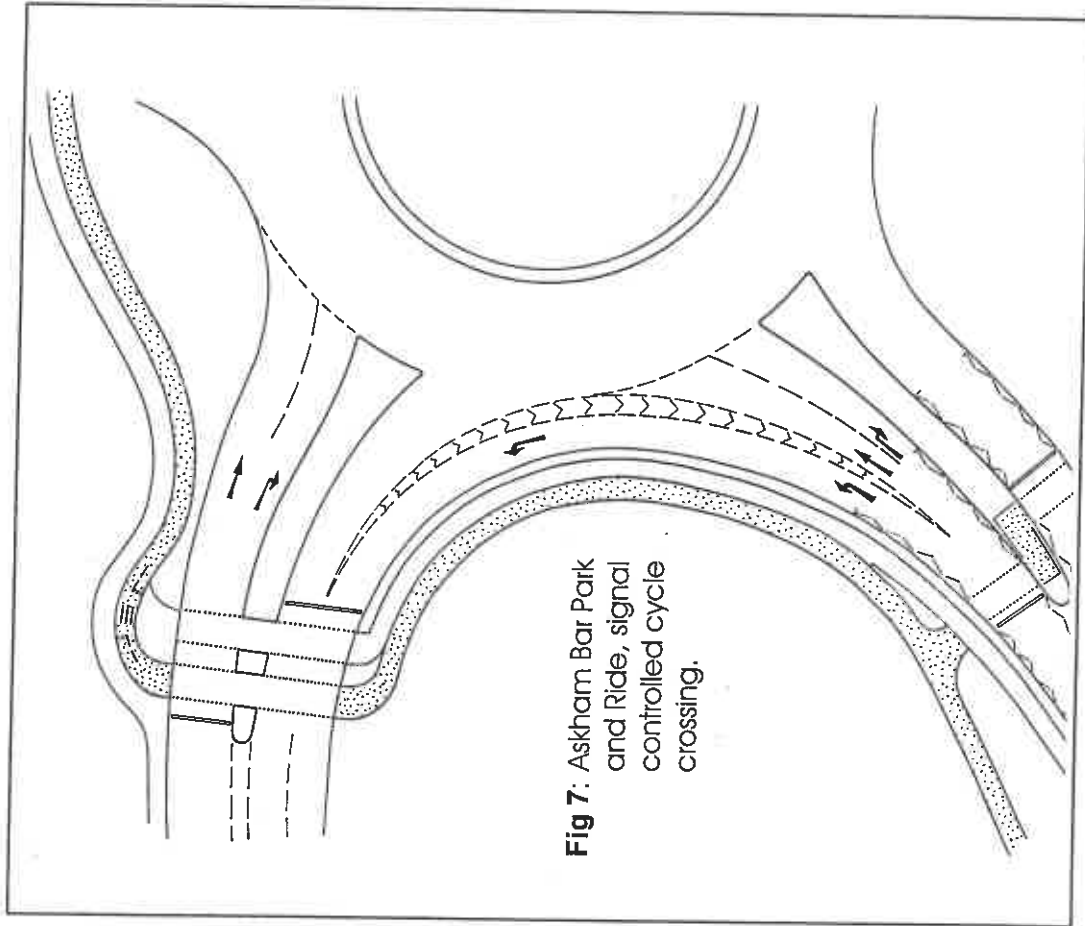 Fig 7: Askham Bar Park
and Ride, signal
controlled cycle
crossing.